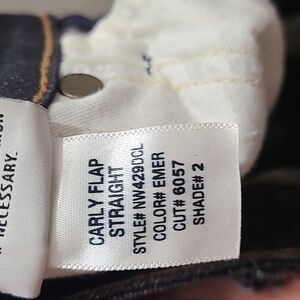 CARLY FLAP
STRAIGHT
STYLE# NW429DCL
COLOR# EMER
CUT# 6057
SHADE# 2
NECESSARY.